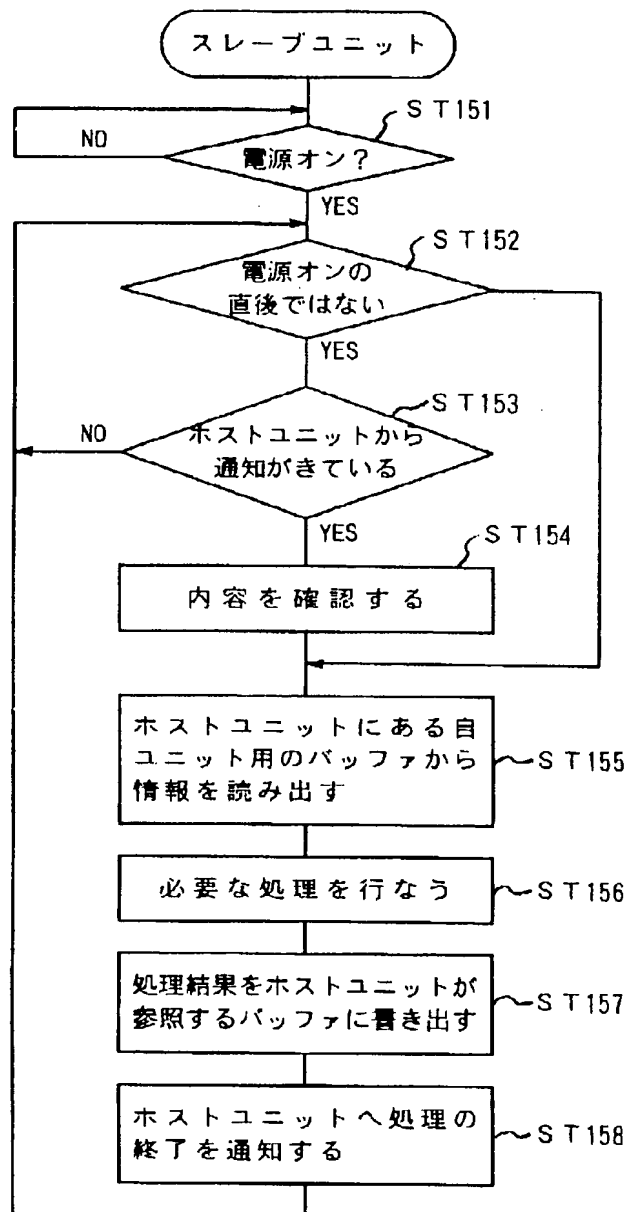 スレーブユニット
ST151
NO
電源オン?
YES
ST152
電源オンの
直後ではない
YES
ST153
NO
ホストユニットから
通知がきている
YES
ST154
内容を確認する
ホストユニットにある自
ユニット用のバッファから
情報を読み出す
ST155
必要な処理を行なう
ST156
処理結果をホストユニットが
参照するバッファに書き出す
ST157
ホストユニットへ処理の
終了を通知する
ST158